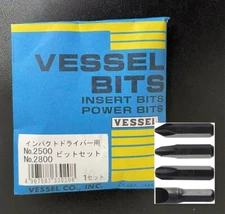 VESSEL
BITS
INSERT BITS
POWER BITS
VESSEL
インパクトドライバー用
No.2500 ビットセット
No.2800
1セット
VESSEL CO., INC.